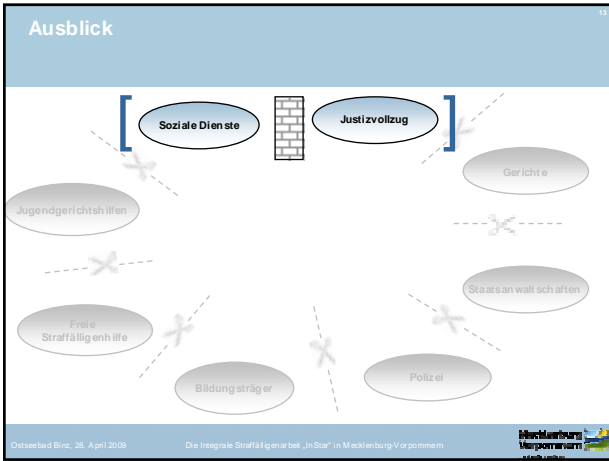 13
Ausblick
Soziale Dienste
Justizvollzug
Gerichte
Jugendgerichtshilfen
Staatsanwaltschaften
Freie
Straffälligenhilfe
Polizei
Bildungsträger
Ostseebad Binz, 28. April 2009
Die Integrale Straffälligenarbeit „InStar“ in Mecklenburg-Vorpommern
Mecklenburg
Vorpommern